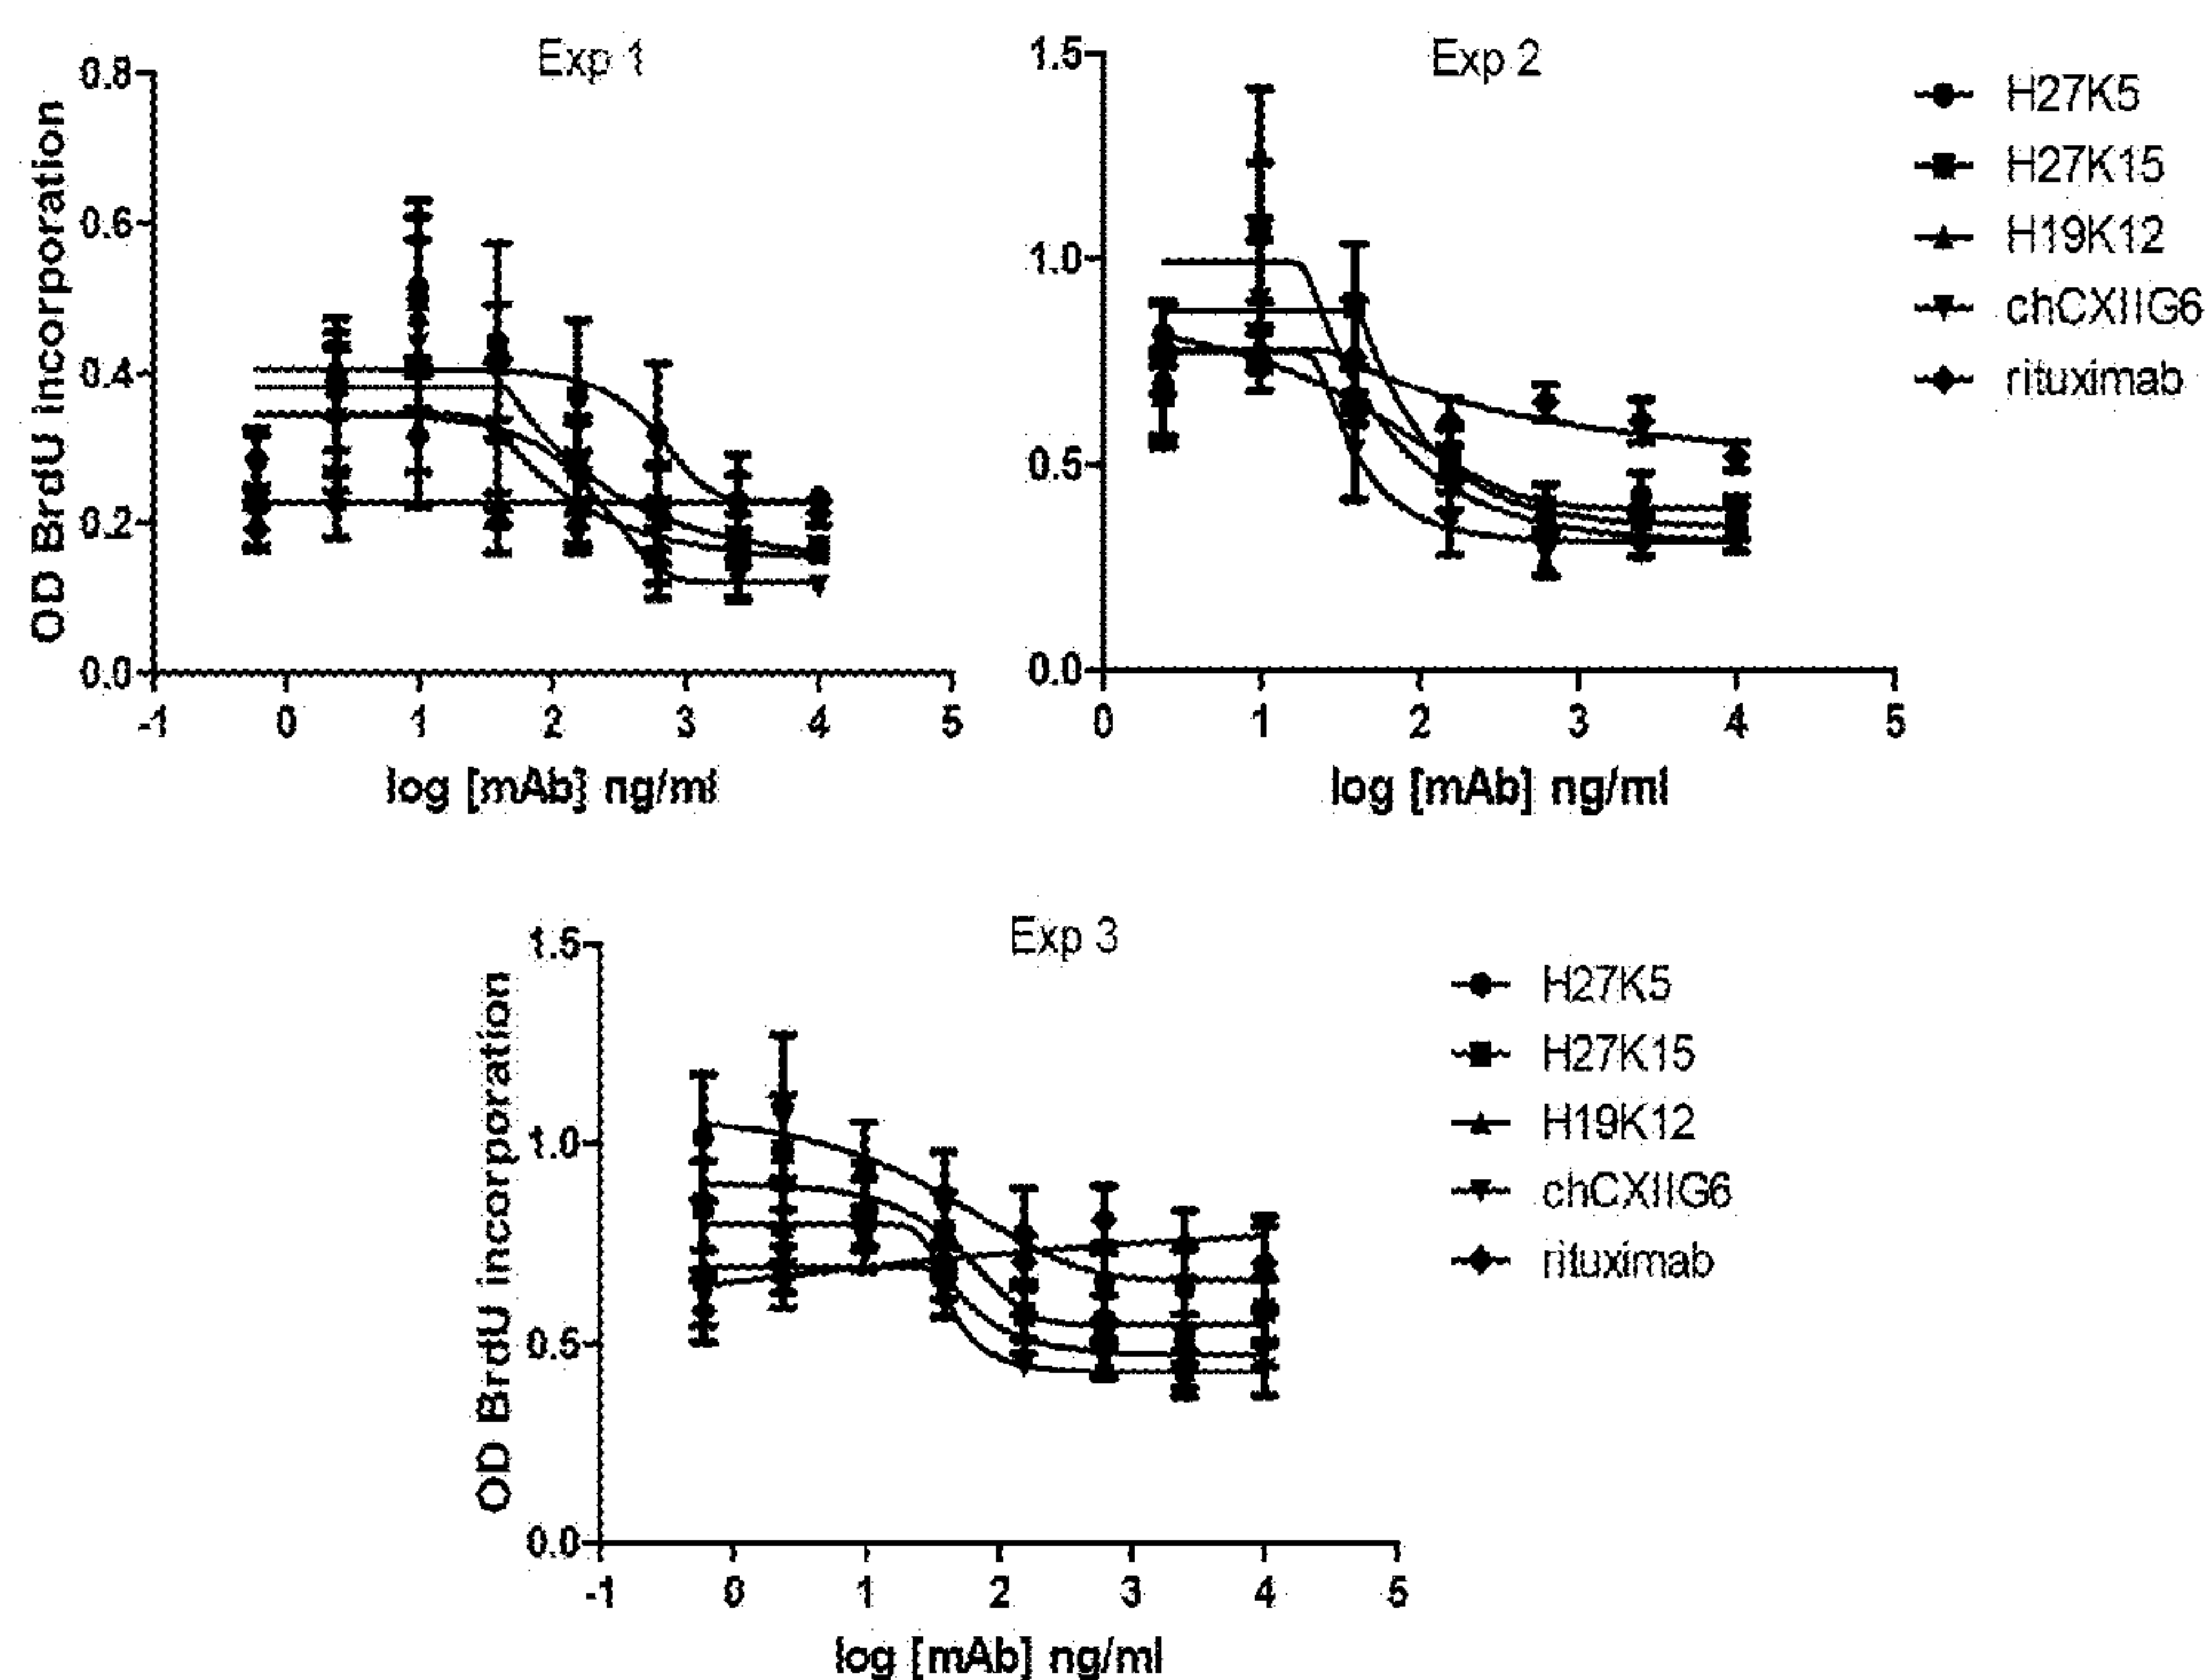 Exp 1
OD BrdU incorporation
0.8
0.6
0.4
0.2
0.0
-1 0 1 2 3 4 5
log [mAb] ng/ml
Exp 2
1.5
1.0
0.5
0.0
0 1 2 3 4 5
log [mAb] ng/ml
H27K5
H27K15
H19K12
chCXIIG6
rituximab
Exp 3
OD BrdU incorporation
1.5
1.0
0.5
0.0
-1 0 1 2 3 4 5
log [mAb] ng/ml
H27K5
H27K15
H19K12
chCXIIG6
rituximab